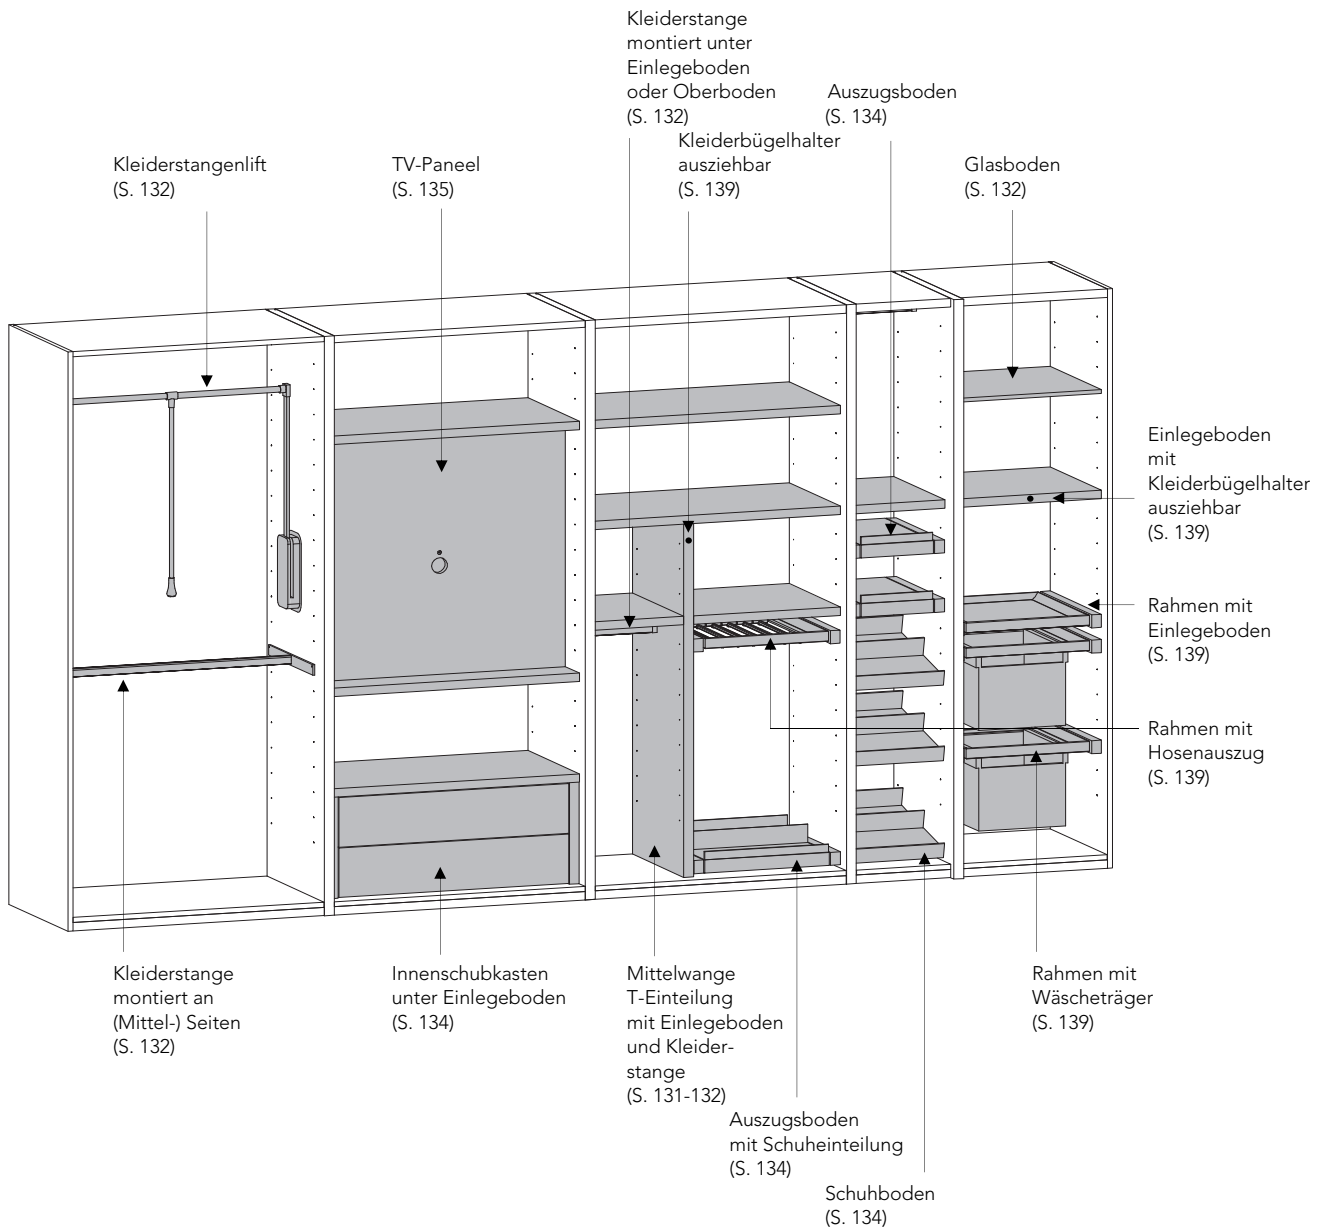 Kleiderstange
montiert unter
Einlegeboden
oder Oberboden
(S. 132)
Auszugsboden
(S. 134)
Kleiderbügelhalter
ausziehbar
(S. 139)
Kleiderstangenlift
(S. 132)
TV-Paneel
(S. 135)
Glasboden
(S. 132)
Einlegeboden
mit
Kleiderbügelhalter
ausziehbar
(S. 139)
Rahmen mit
Einlegeboden
(S. 139)
Rahmen mit
Hosenauszug
(S. 139)
Kleiderstange
montiert an
(Mittel-) Seiten
(S. 132)
Innenschubkasten
unter Einlegeboden
(S. 134)
Mittelwange
T-Einteilung
mit Einlegeboden
und Kleider-
stange
(S. 131-132)
Rahmen mit
Wäscheträger
(S. 139)
Auszugsboden
mit Schuheinteilung
(S. 134)
Schuhboden
(S. 134)